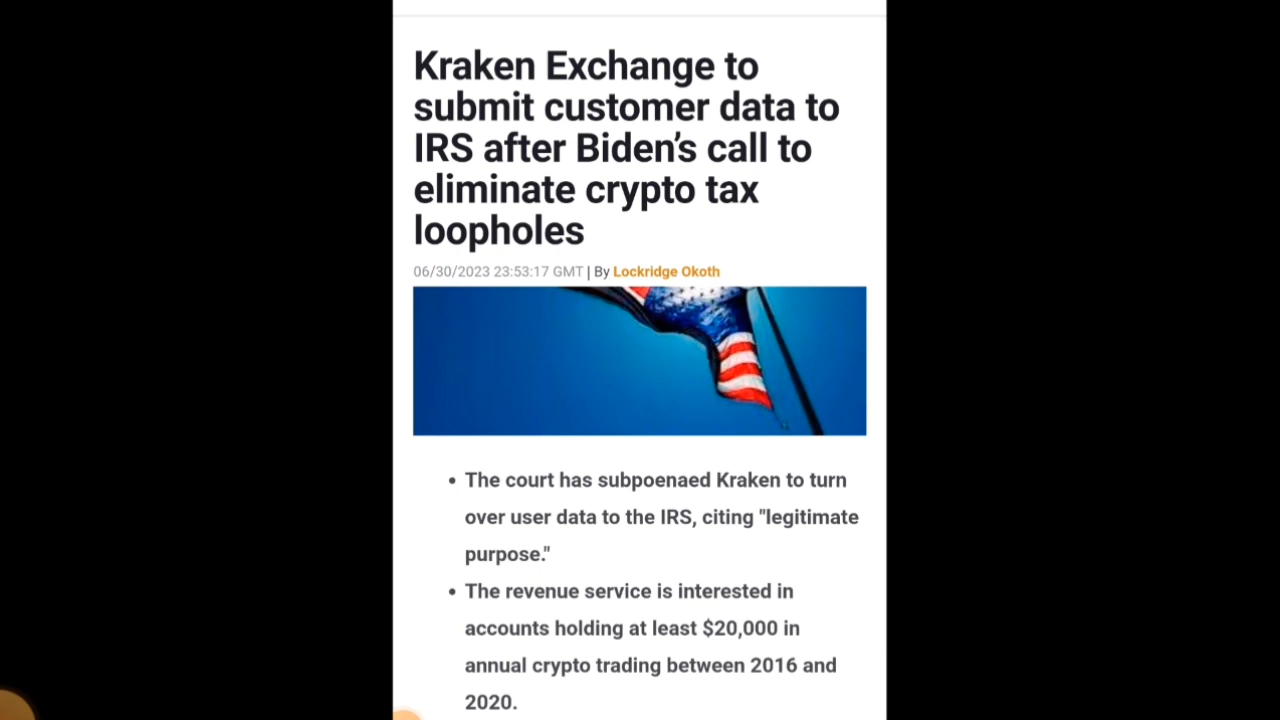 Kraken Exchange to
submit customer data to
IRS after Biden's call to
eliminate crypto tax
loopholes
06/30/2023 23:53:17 GMT | By Lockridge Okoth
• The court has subpoenaed Kraken to turn
over user data to the IRS, citing "legitimate
purpose."
• The revenue service is interested in
accounts holding at least $20,000 in
annual crypto trading between 2016 and
2020.